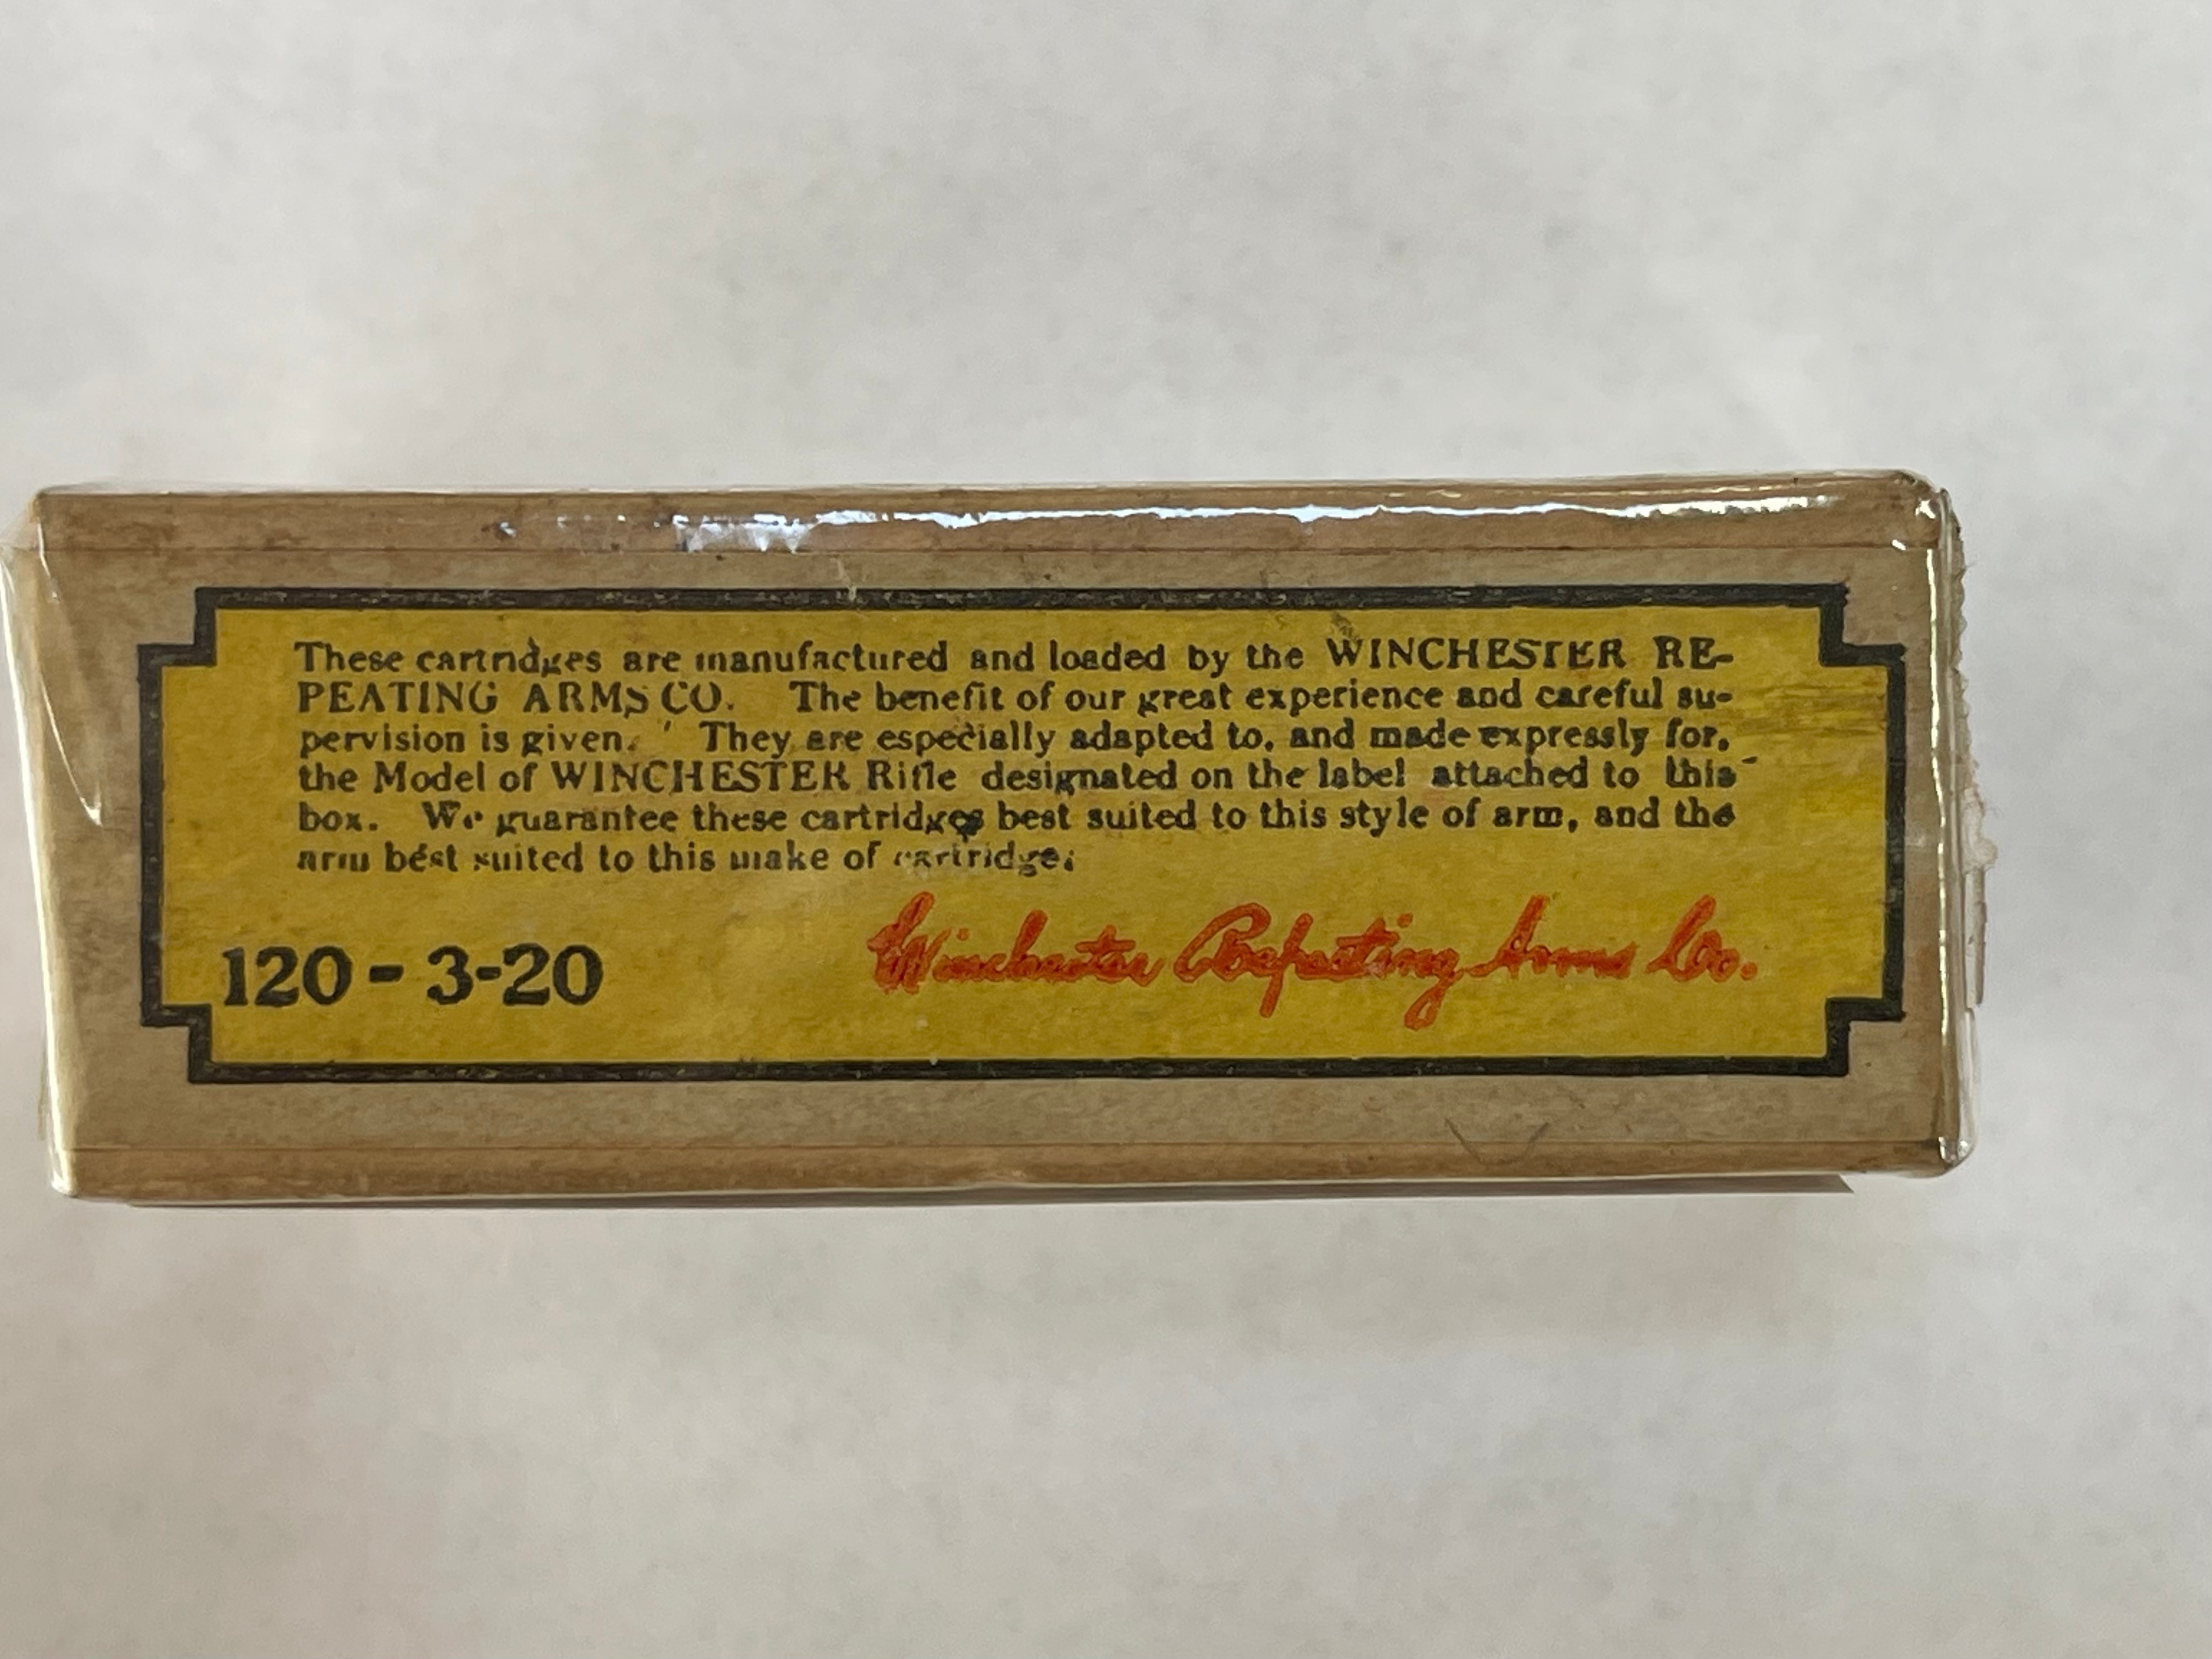 These cartridges are manufactured and loaded by the WINCHESTER RE-
PEATING ARMS CO. The benefit of our great experience and careful su-
pervision is given. They are especially adapted to, and made expressly for,
the Model of WINCHESTER Rifle designated on the label attached to this
box. We guarantee these cartridges best suited to this style of arm, and the
arm best suited to this make of cartridge.
Winchester Repeating Arms Co.
120 - 3-20